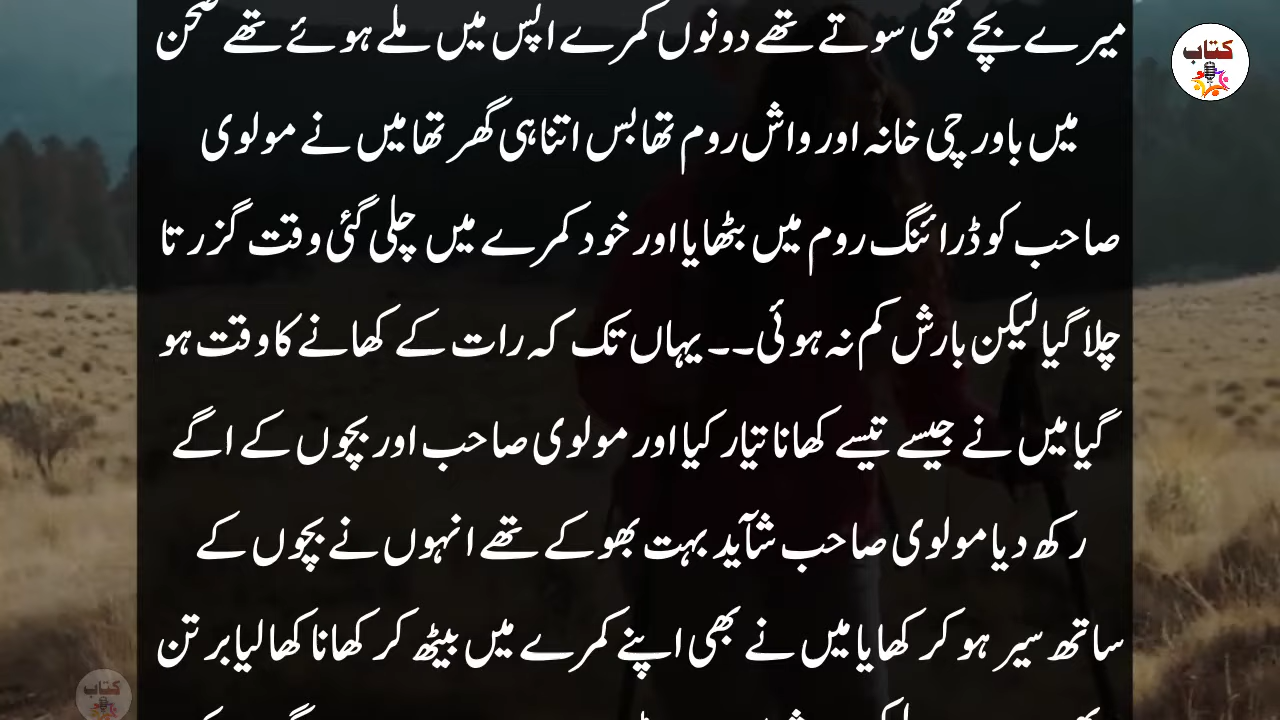 میرے بچے بھی سوتے تھے دونوں کمرے اپس میں ملے ہوئے تھے صحن
کتاب
میں باورچی خانہ اور واش روم تھا بس اتنا ہی گھر تھا میں نے مولوی
صاحب کو ڈرائنگ روم میں بٹھایا اور خود کمرے میں چلی گئی وقت گزرتا
چلا گیا لیکن بارش کم نہ ہوئی۔۔ یہاں تک کہ رات کے کھانے کا وقت ہو
گیا میں نے جیسے تیسے کھانا تیار کیا اور مولوی صاحب اور بچوں کے اگے
رکھ دیا مولوی صاحب شآید بہت بھوکے تھے انہوں نے بچوں کے
ساتھ سیر ہو کر کھایا میں نے بھی اپنے کمرے میں بیٹھ کر کھانا کھا لیا برتن
کتاب